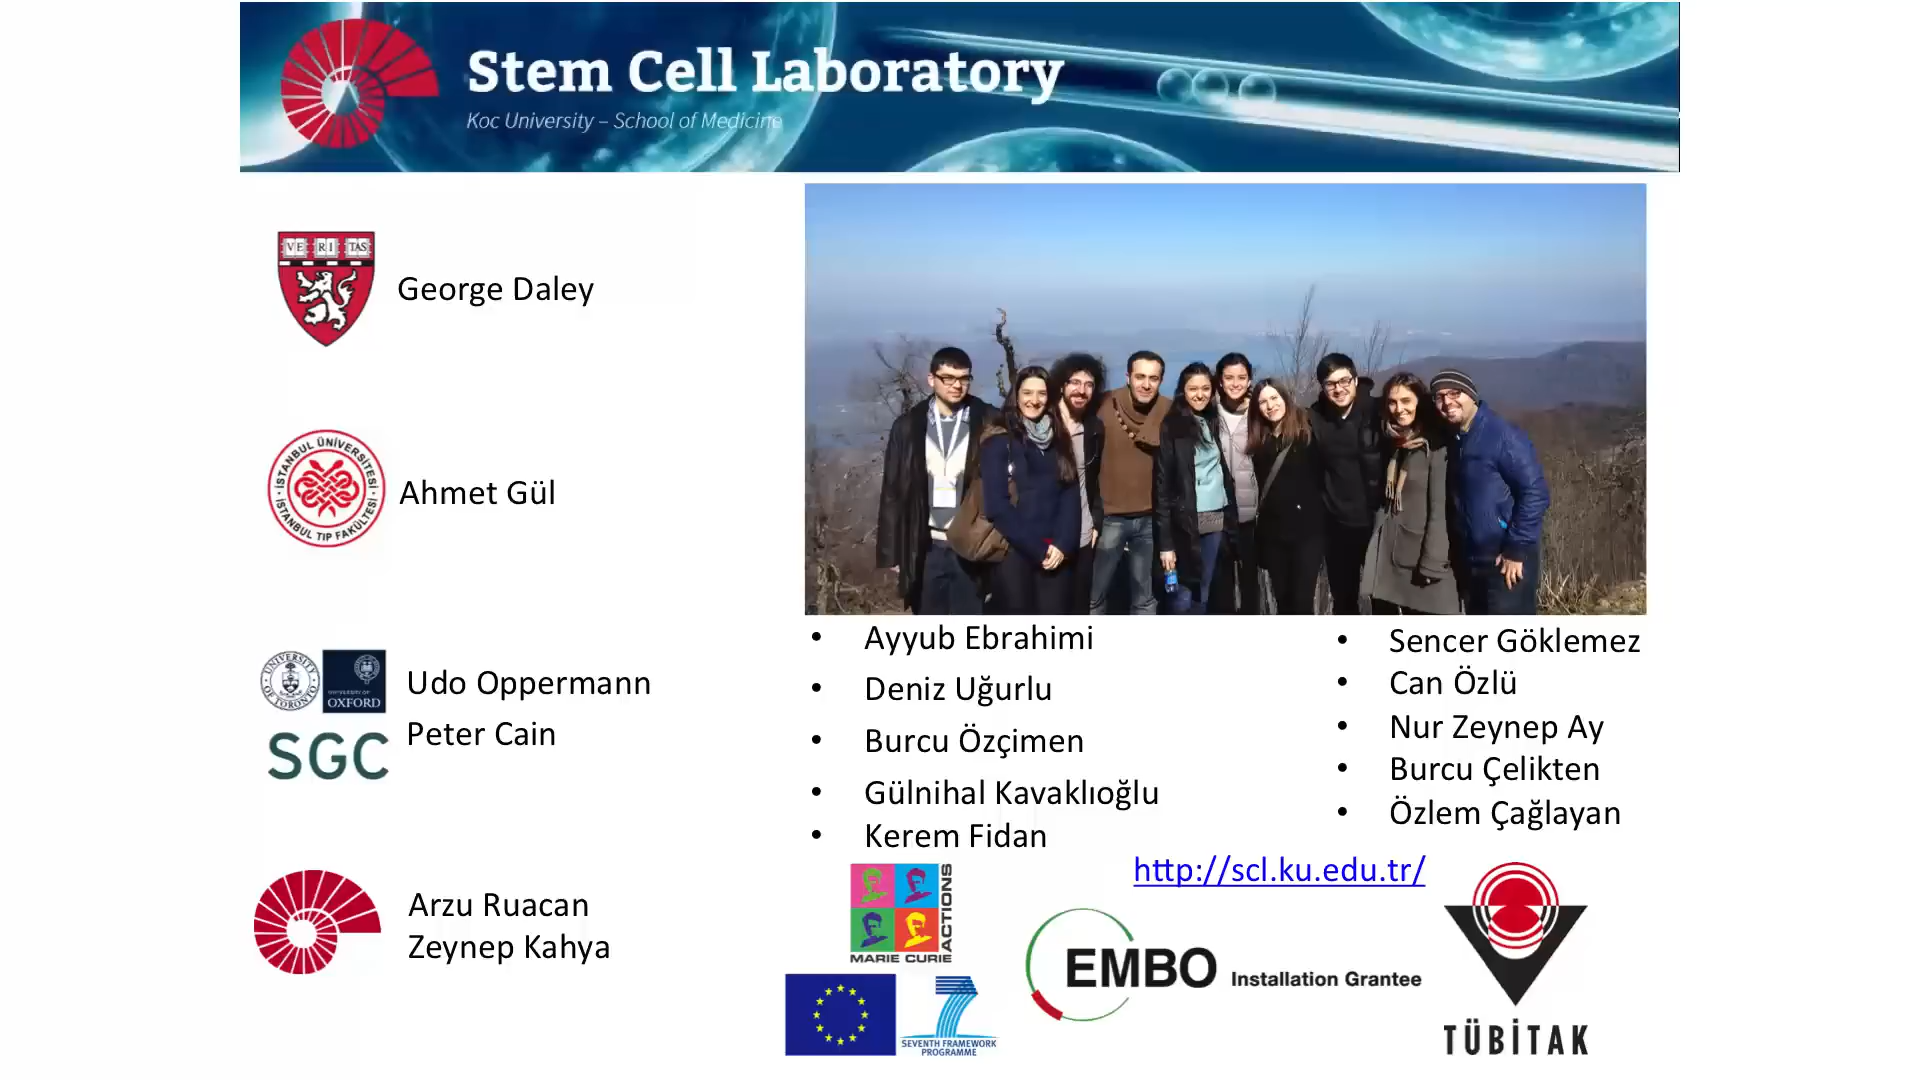 Stem Cell Laboratory
Koc University – School of Medicine
VE RI TAS
George Daley
İSTANBUL ÜNİVERSİTESİ
İSTANBUL TIP FAKÜLTESİ
Ahmet Gül
UNIVERSITY OF TORONTO
UNIVERSITY OF
OXFORD
Udo Oppermann
SGC
Peter Cain
Arzu Ruacan
Zeynep Kahya
• Ayyub Ebrahimi
• Deniz Uğurlu
• Burcu Özçimen
• Gülnihal Kavaklıoğlu
• Kerem Fidan
• Sencer Göklemez
• Can Özlü
• Nur Zeynep Ay
• Burcu Çelikten
• Özlem Çağlayan
http://scl.ku.edu.tr/
MARIE CURIE
ACTIONS
7
SEVENTH FRAMEWORK
PROGRAMME
EMBO Installation Grantee
TÜBİTAK